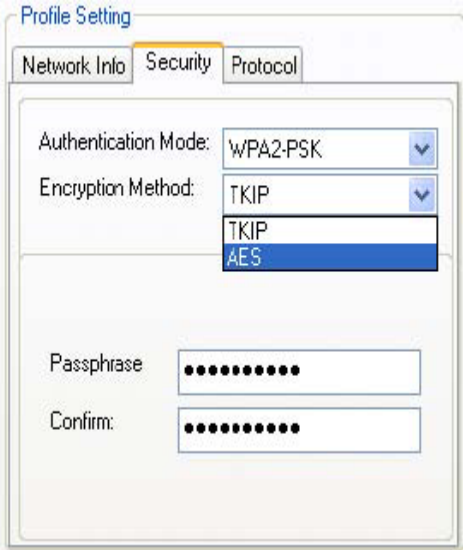 Profile Setting
Network Info Security Protocol
Authentication Mode: WPA2-PSK
Encryption Method: TKIP
TKIP
AES
Passphrase ••••••••••
Confirm: ••••••••••